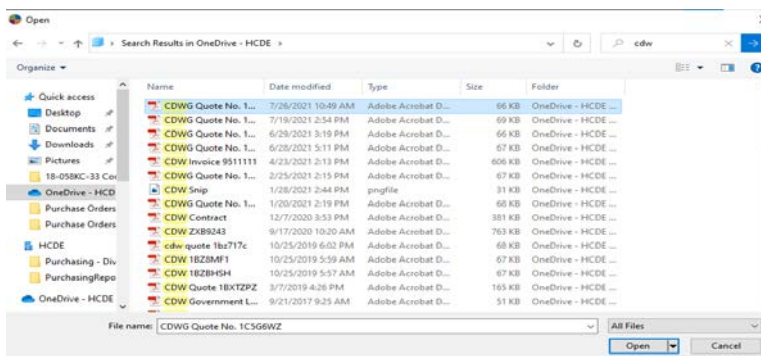 Open
Search Results in OneDrive - HCDE
cdw
Organize
Name Date modified Type Size Folder
Quick access
Desktop
Documents
Downloads
Pictures
18-058KC-33 Co
OneDrive - HCD
Purchase Orders
Purchase Orders
HCDE
Purchasing - Div
PurchasingRepo
OneDrive - HCDE
CDWG Quote No. 1... 7/26/2021 10:49 AM Adobe Acrobat D... 66 KB OneDrive - HCDE ...
CDWG Quote No. 1... 7/19/2021 2:54 PM Adobe Acrobat D... 69 KB OneDrive - HCDE ...
CDWG Quote No. 1... 6/29/2021 3:19 PM Adobe Acrobat D... 66 KB OneDrive - HCDE ...
CDWG Quote No. 1... 6/28/2021 5:11 PM Adobe Acrobat D... 67 KB OneDrive - HCDE ...
CDW Invoice 9511111 4/23/2021 2:13 PM Adobe Acrobat D... 606 KB OneDrive - HCDE ...
CDWG Quote No. 1... 2/25/2021 2:15 PM Adobe Acrobat D... 67 KB OneDrive - HCDE ...
CDW Snip 1/28/2021 2:44 PM pngfile 31 KB OneDrive - HCDE ...
CDWG Quote No. 1... 1/20/2021 2:19 PM Adobe Acrobat D... 68 KB OneDrive - HCDE ...
CDW Contract 12/7/2020 3:53 PM Adobe Acrobat D... 381 KB OneDrive - HCDE ...
CDW ZXB9243 9/17/2020 10:20 AM Adobe Acrobat D... 763 KB OneDrive - HCDE ...
cdw quote 1bz717c 10/25/2019 6:02 PM Adobe Acrobat D... 68 KB OneDrive - HCDE ...
CDW 1BZ8MF1 10/25/2019 5:59 AM Adobe Acrobat D... 67 KB OneDrive - HCDE ...
CDW 1BZBHSH 10/25/2019 5:57 AM Adobe Acrobat D... 67 KB OneDrive - HCDE ...
CDW Quote 1BXTZPZ 3/7/2019 4:26 PM Adobe Acrobat D... 165 KB OneDrive - HCDE ...
CDW Government L... 9/21/2017 9:25 AM Adobe Acrobat D... 51 KB OneDrive - HCDE ...
File name: CDWG Quote No. 1C5G6WZ
All Files
Open Cancel